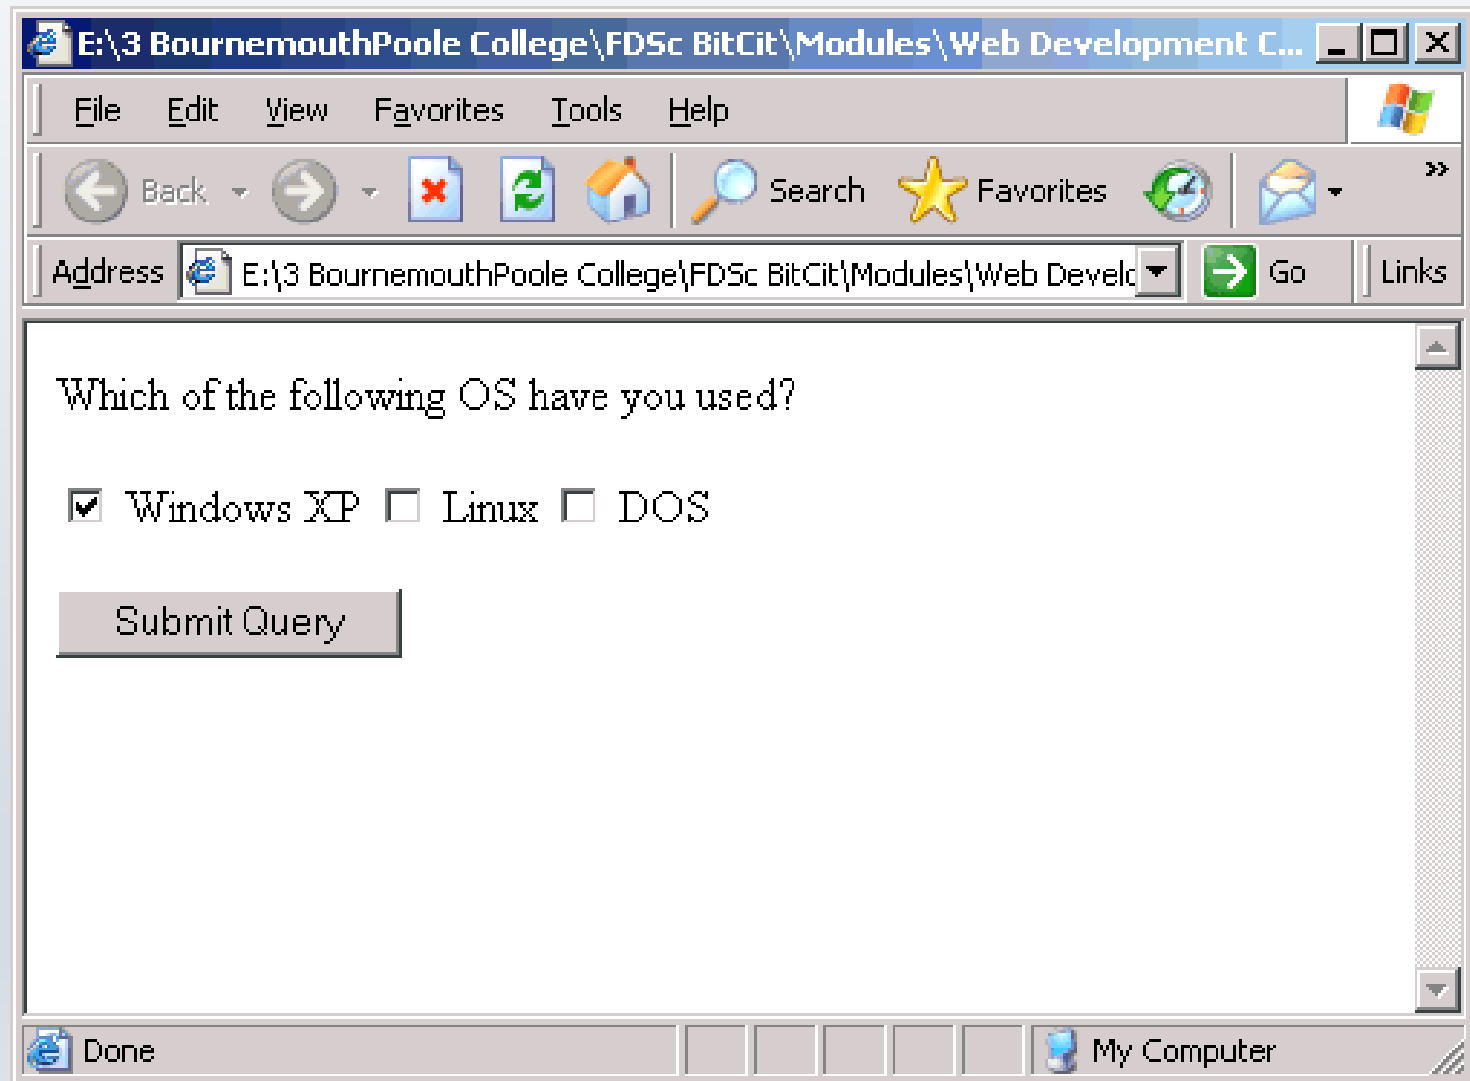 E:\3 BournemouthPoole College\FDSc BitCit\Modules\Web Development C...
File Edit View Favorites Tools Help
Back Search Favorites »
Address E:\3 BournemouthPoole College\FDSc BitCit\Modules\Web Develo Go Links
Which of the following OS have you used?
Windows XP Linux DOS
Submit Query
Done My Computer